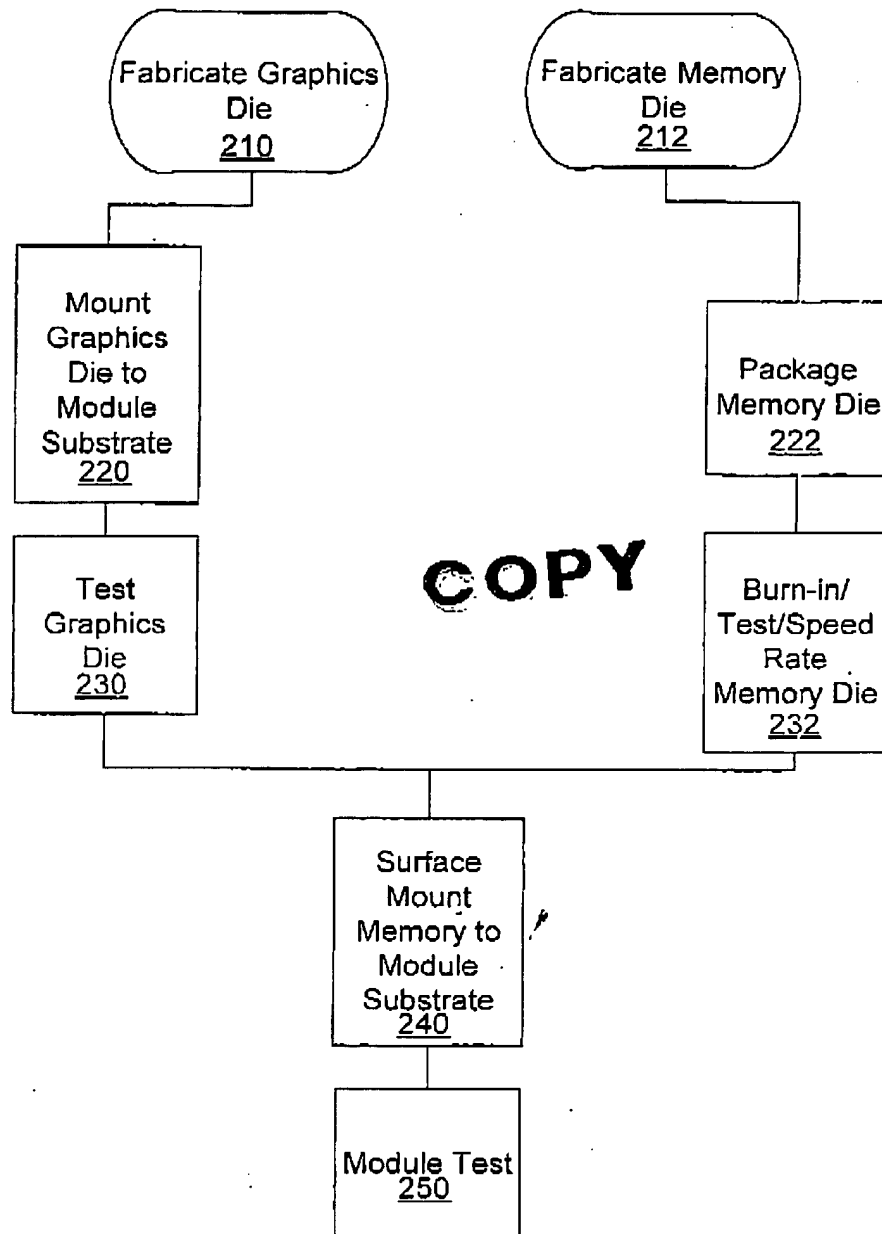 Fabricate Graphics
Die
210
Fabricate Memory
Die
212
Mount
Graphics
Die to
Module
Substrate
220
Package
Memory Die
222
Test
Graphics
Die
230
COPY
Burn-in/
Test/Speed
Rate
Memory Die
232
Surface
Mount
Memory to
Module
Substrate
240
Module Test
250